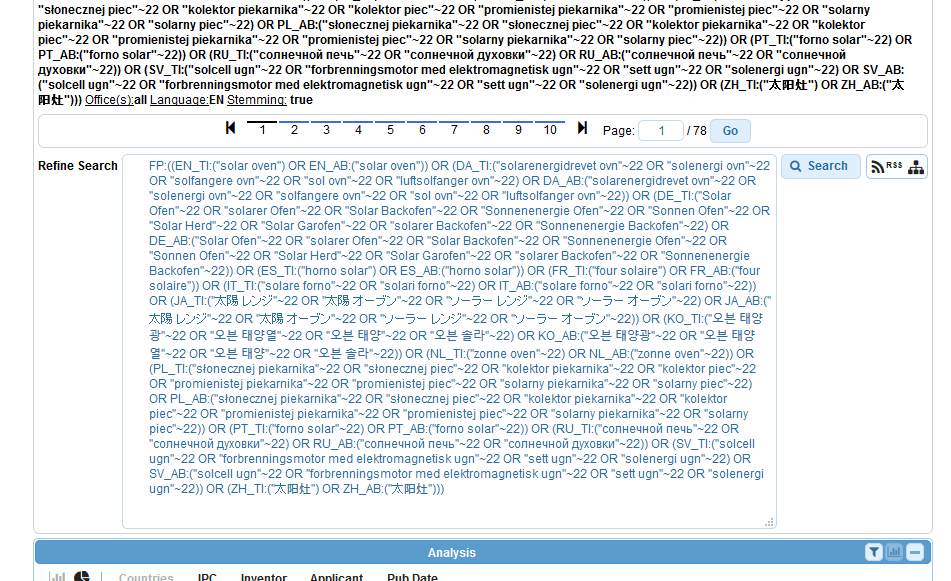 "słonecznej piec"~22 OR "kolektor piekarnika"~22 OR "kolektor piec"~22 OR "promienistej piekarnika"~22 OR "promienistej piec"~22 OR "solarny
piekarnika"~22 OR "solarny piec"~22) OR PL_AB:("słonecznej piekarnika"~22 OR "słonecznej piec"~22 OR "kolektor piekarnika"~22 OR "kolektor
piec"~22 OR "promienistej piekarnika"~22 OR "promienistej piec"~22 OR "solarny piekarnika"~22 OR "solarny piec"~22)) OR (PT_TI:("forno solar"~22) OR
PT_AB:("forno solar"~22)) OR (RU_TI:("солнечной печь"~22 OR "солнечной духовки"~22) OR RU_AB:("солнечной печь"~22 OR "солнечной
духовки"~22)) OR (SV_TI:("solcell ugn"~22 OR "forbrenningsmotor med elektromagnetisk ugn"~22 OR "sett ugn"~22 OR "solenergi ugn"~22) OR SV_AB:
("solcell ugn"~22 OR "forbrenningsmotor med elektromagnetisk ugn"~22 OR "sett ugn"~22 OR "solenergi ugn"~22)) OR (ZH_TI:("太阳灶") OR ZH_AB:("太
阳灶"))) Office(s):all Language:EN Stemming: true
1 2 3 4 5 6 7 8 9 10 Page: 1 / 78 Go
Refine Search
FP:((EN_TI:("solar oven") OR EN_AB:("solar oven")) OR (DA_TI:("solarenergidrevet ovn"~22 OR "solenergi ovn"~22
OR "solfangere ovn"~22 OR "sol ovn"~22 OR "luftsolfanger ovn"~22) OR DA_AB:("solarenergidrevet ovn"~22 OR
"solenergi ovn"~22 OR "solfangere ovn"~22 OR "sol ovn"~22 OR "luftsolfanger ovn"~22)) OR (DE_TI:("Solar
Ofen"~22 OR "solarer Ofen"~22 OR "Solar Backofen"~22 OR "Sonnenenergie Ofen"~22 OR "Sonnen Ofen"~22 OR
"Solar Herd"~22 OR "Solar Garofen"~22 OR "solarer Backofen"~22 OR "Sonnenenergie Backofen"~22) OR
DE_AB:("Solar Ofen"~22 OR "solarer Ofen"~22 OR "Solar Backofen"~22 OR "Sonnenenergie Ofen"~22 OR
"Sonnen Ofen"~22 OR "Solar Herd"~22 OR "Solar Garofen"~22 OR "solarer Backofen"~22 OR "Sonnenenergie
Backofen"~22)) OR (ES_TI:("horno solar") OR ES_AB:("horno solar")) OR (FR_TI:("four solaire") OR FR_AB:("four
solaire")) OR (IT_TI:("solare forno"~22 OR "solari forno"~22) OR IT_AB:("solare forno"~22 OR "solari forno"~22))
OR (JA_TI:("太陽 レンジ"~22 OR "太陽 オーブン"~22 OR "ソーラー レンジ"~22 OR "ソーラー オーブン"~22) OR JA_AB:("
太陽 レンジ"~22 OR "太陽 オーブン"~22 OR "ソーラー レンジ"~22 OR "ソーラー オーブン"~22)) OR (KO_TI:("오븐 태양
광"~22 OR "오븐 태양열"~22 OR "오븐 태양"~22 OR "오븐 솔라"~22) OR KO_AB:("오븐 태양광"~22 OR "오븐 태양
열"~22 OR "오븐 태양"~22 OR "오븐 솔라"~22)) OR (NL_TI:("zonne oven"~22) OR NL_AB:("zonne oven"~22)) OR
(PL_TI:("słonecznej piekarnika"~22 OR "słonecznej piec"~22 OR "kolektor piekarnika"~22 OR "kolektor piec"~22
OR "promienistej piekarnika"~22 OR "promienistej piec"~22 OR "solarny piekarnika"~22 OR "solarny piec"~22)
OR PL_AB:("słonecznej piekarnika"~22 OR "słonecznej piec"~22 OR "kolektor piekarnika"~22 OR "kolektor
piec"~22 OR "promienistej piekarnika"~22 OR "promienistej piec"~22 OR "solarny piekarnika"~22 OR "solarny
piec"~22)) OR (PT_TI:("forno solar"~22) OR PT_AB:("forno solar"~22)) OR (RU_TI:("солнечной печь"~22 OR
"солнечной духовки"~22) OR RU_AB:("солнечной печь"~22 OR "солнечной духовки"~22)) OR (SV_TI:("solcell
ugn"~22 OR "forbrenningsmotor med elektromagnetisk ugn"~22 OR "sett ugn"~22 OR "solenergi ugn"~22) OR
SV_AB:("solcell ugn"~22 OR "forbrenningsmotor med elektromagnetisk ugn"~22 OR "sett ugn"~22 OR "solenergi
ugn"~22)) OR (ZH_TI:("太阳灶") OR ZH_AB:("太阳灶")))
Search
RSS
Analysis
Countries IPC Inventor Applicant Pub Date